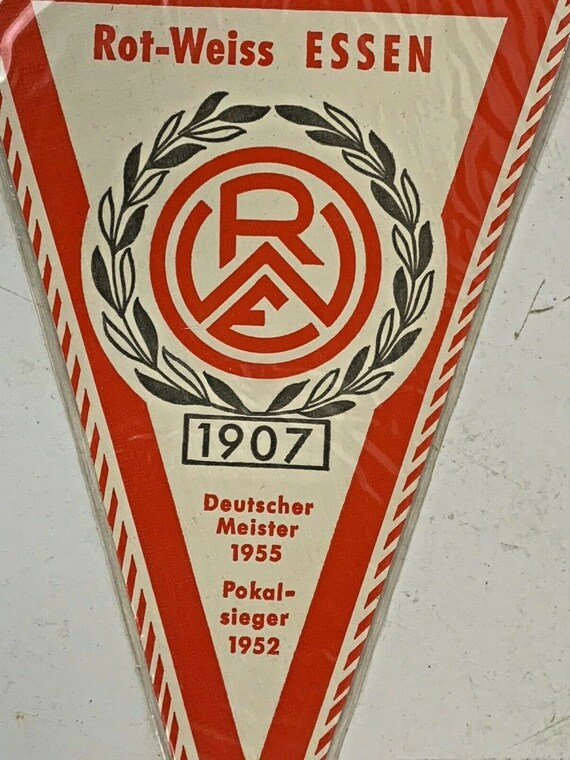 Rot-Weiss ESSEN
RWE
1907
Deutscher
Meister
1955
Pokal-
sieger
1952